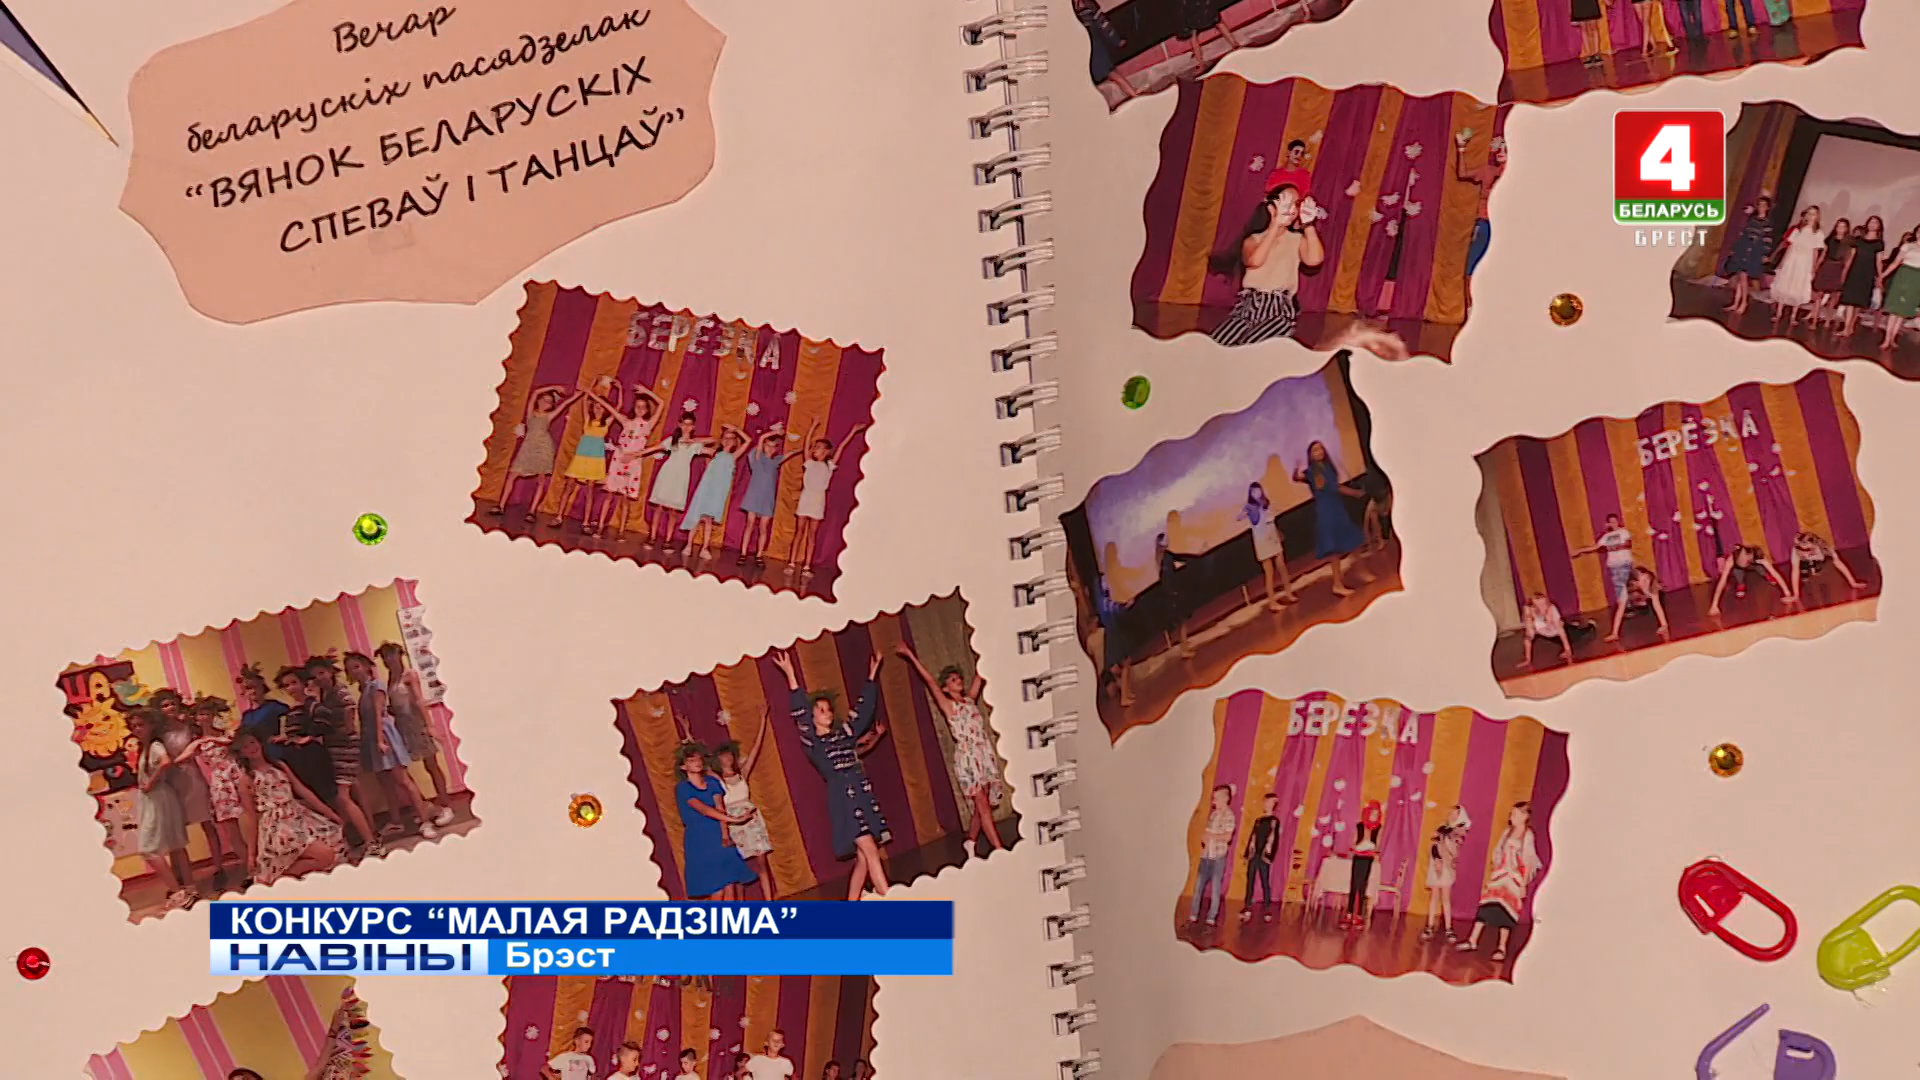 Вечар
беларускіх пасядзелак
“ВЯНОК БЕЛАРУСКІХ
СПЕВАЎ І ТАНЦАЎ”
4
БЕЛАРУСЬ
БРЕСТ
БЕРЁЗКА
БЕРЁЗКА
БЕРЁЗКА
КОНКУРС “МАЛАЯ РАДЗІМА”
НАВІНЫ Брэст